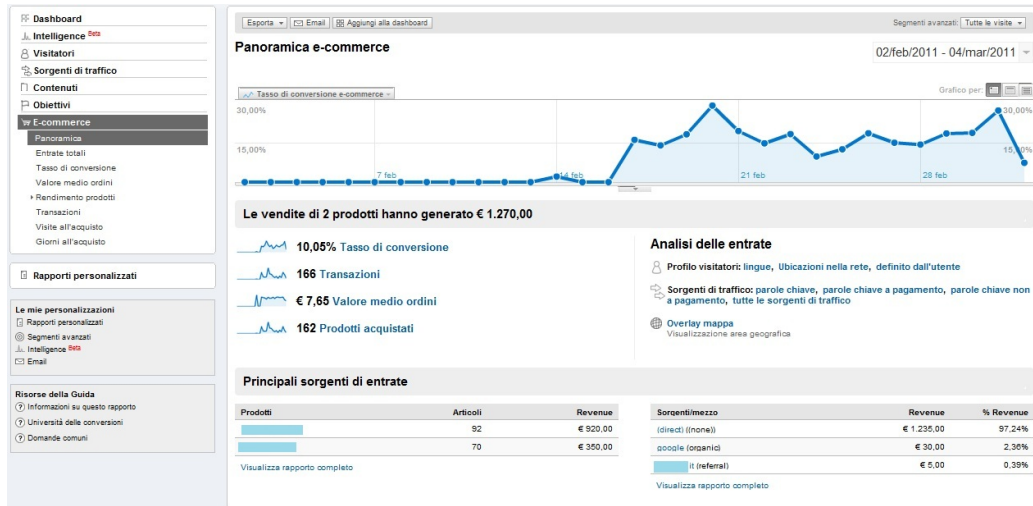 Dashboard
Intelligence Beta
Visitatori
Sorgenti di traffico
Contenuti
Obiettivi
E-commerce
Panoramica
Entrate totali
Tasso di conversione
Valore medio ordini
Rendimento prodotti
Transazioni
Visite all'acquisto
Giorni all'acquisto
Rapporti personalizzati
Le mie personalizzazioni
Rapporti personalizzati
Segmenti avanzati
Intelligence Beta
Email
Risorse della Guida
Informazioni su questo rapporto
Università delle conversioni
Domande comuni
Esporta Email Aggiungi alla dashboard Segmenti avanzati: Tutte le visite
Panoramica e-commerce
02/feb/2011 - 04/mar/2011
Tasso di conversione e-commerce Grafico per:
30,00% 30,00%
15,00% 15,00%
7 feb 14 feb 21 feb 28 feb
Le vendite di 2 prodotti hanno generato € 1.270,00
10,05% Tasso di conversione
166 Transazioni
€ 7,65 Valore medio ordini
162 Prodotti acquistati
Analisi delle entrate
Profilo visitatori: lingue, Ubicazioni nella rete, definito dall'utente
Sorgenti di traffico: parole chiave, parole chiave a pagamento, parole chiave non
a pagamento, tutte le sorgenti di traffico
Overlay mappa
Visualizzazione area geografica
Principali sorgenti di entrate
Prodotti Articoli Revenue
92 € 920,00
70 € 350,00
Visualizza rapporto completo
Sorgenti/mezzo Revenue % Revenue
(direct) ((none)) € 1.235,00 97,24%
google (organic) € 30,00 2,36%
it (referral) € 5,00 0,39%
Visualizza rapporto completo